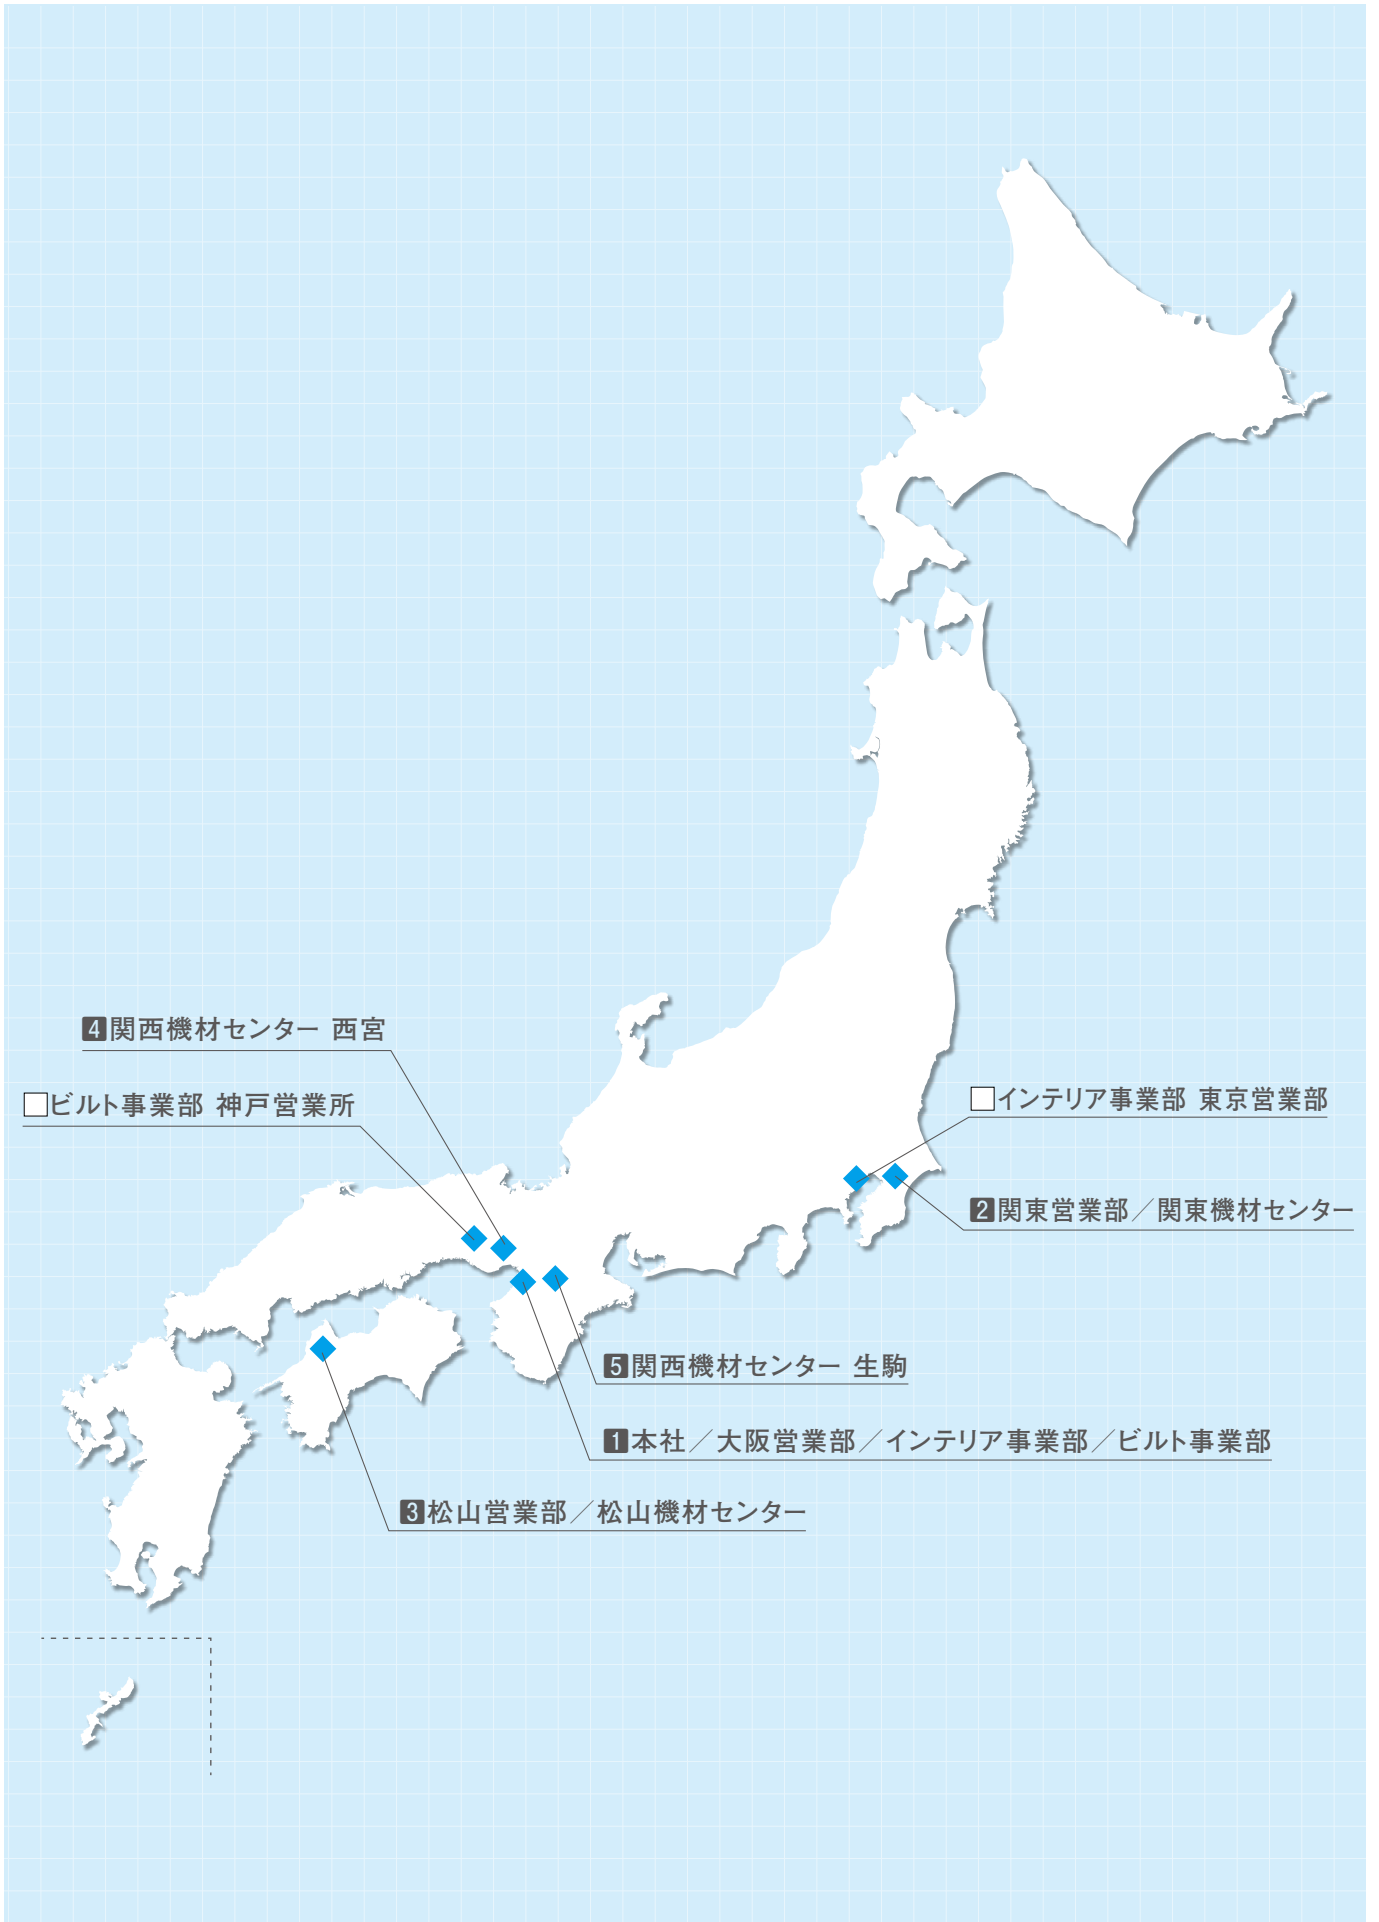 4関西機材センター 西宮
□ビルト事業部 神戸営業所
□インテリア事業部 東京営業部
2関東営業部／関東機材センター
5関西機材センター 生駒
1本社／大阪営業部／インテリア事業部／ビルト事業部
3松山営業部／松山機材センター